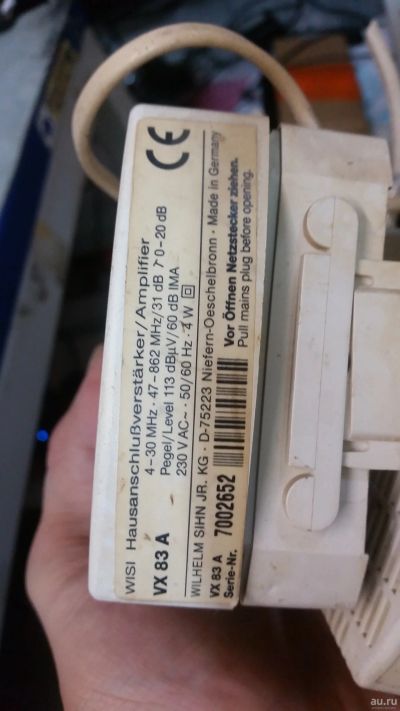 WISI Hausanschlußverstärker/Amplifier
VX 83 A
4-30 MHz · 47-862 MHz/31 dB ↗ 0-20 dB
Pegel/Level 113 dBµV/60 dB IMA
230 VAC~ · 50/60 Hz · 4 W
CE
WILHELM SIHN JR. KG · D-75223 Niefern-Oeschelbronn · Made in Germany
VX 83 A
Serie-Nr. 7002652
Vor Öffnen Netzstecker ziehen.
Pull mains plug before opening.
au.ru